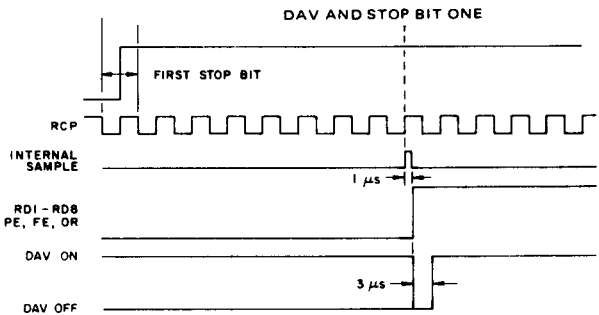 DAV AND STOP BIT ONE
FIRST STOP BIT
RCP
INTERNAL
SAMPLE
1 µs
RD1-RD8
PE, FE, OR
DAV ON
3 µs
DAV OFF